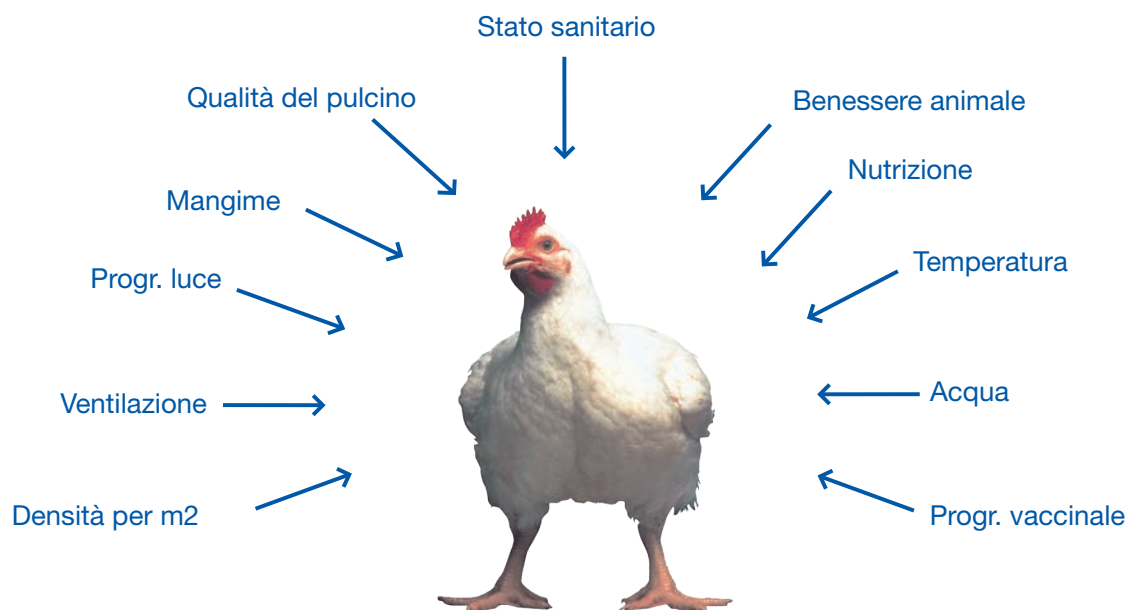 Stato sanitario
Qualità del pulcino
Benessere animale
Mangime
Nutrizione
Progr. luce
Temperatura
Ventilazione
Acqua
Densità per m2
Progr. vaccinale